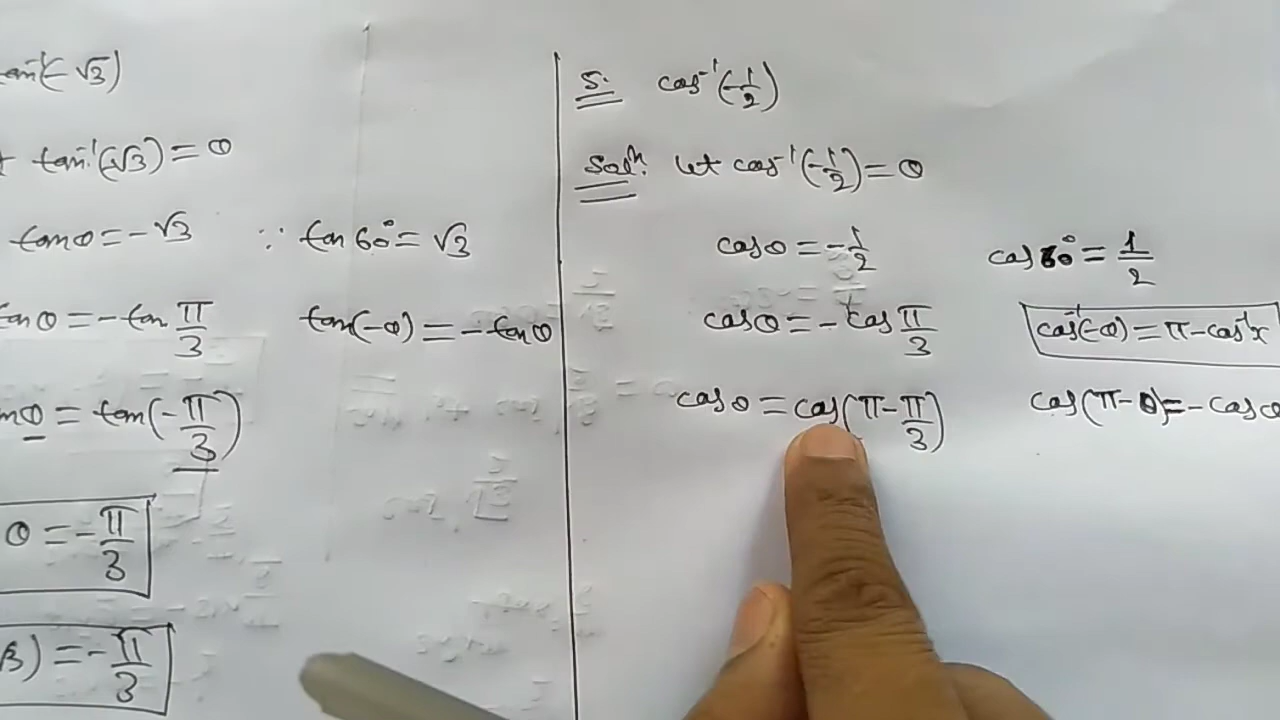 tan⁻¹(-√3)
tan⁻¹(-√3) = θ
tanθ = -√3 ∵ tan 60° = √3
tanθ = -tan π/3 tan(-θ) = -tanθ
tanθ = tan(-π/3)
θ = -π/3
√3) = -π/3
5. cos⁻¹(-1/2)
Solⁿ: let cos⁻¹(-1/2) = θ
cosθ = -1/2 cos 60° = 1/2
cosθ = -cos π/3 cos⁻¹(-θ) = π - cos⁻¹x
cosθ = cos(π - π/3) cos(π - θ) = -cosθ